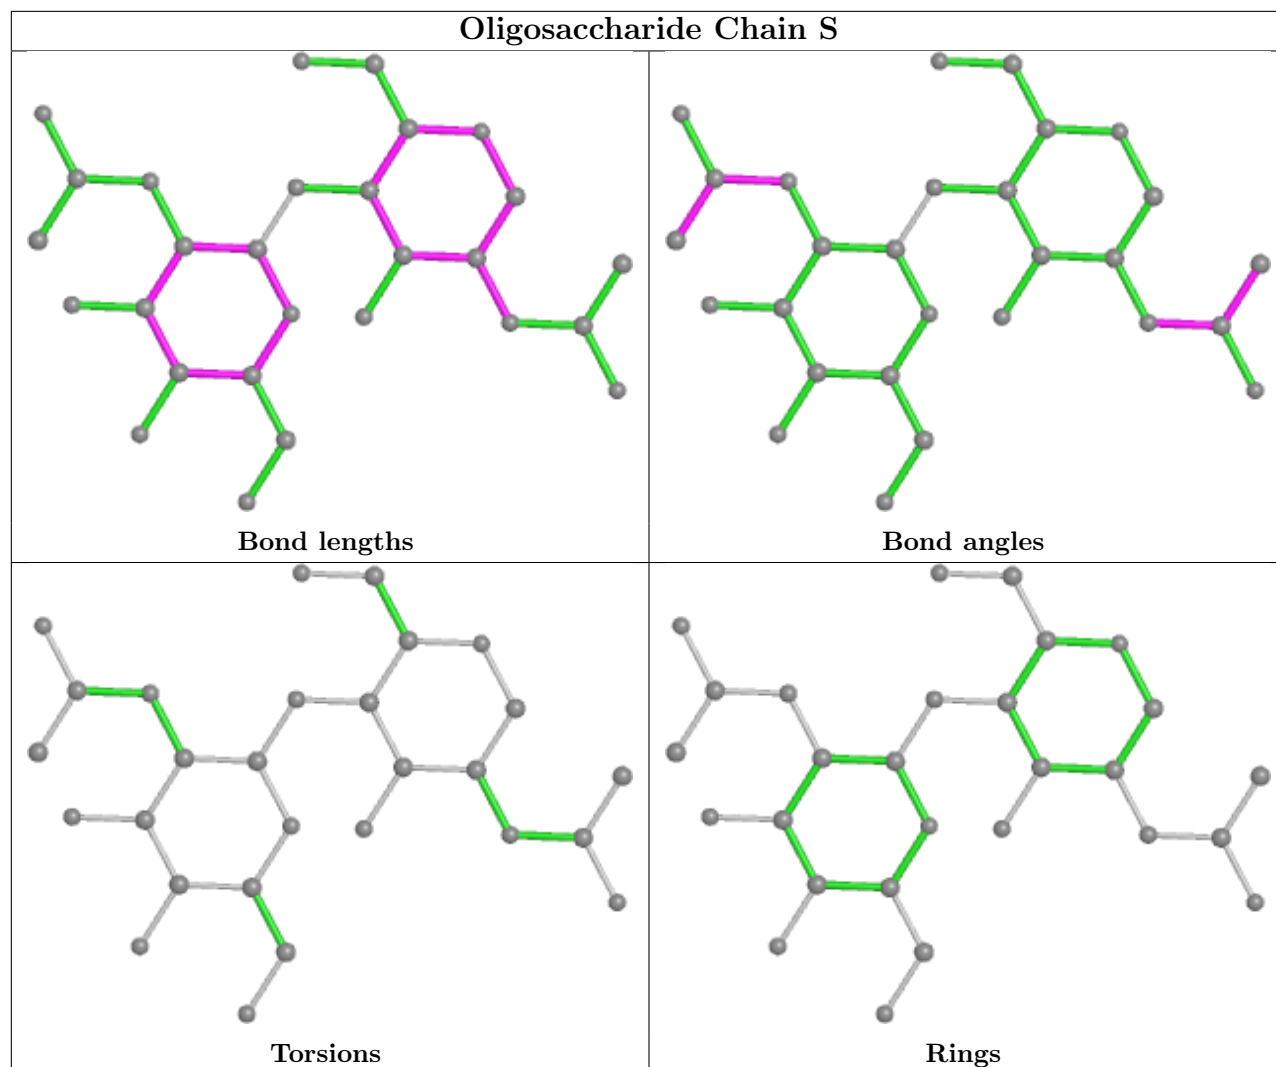 Oligosaccharide Chain S
Bond lengths
Bond angles
Torsions
Rings